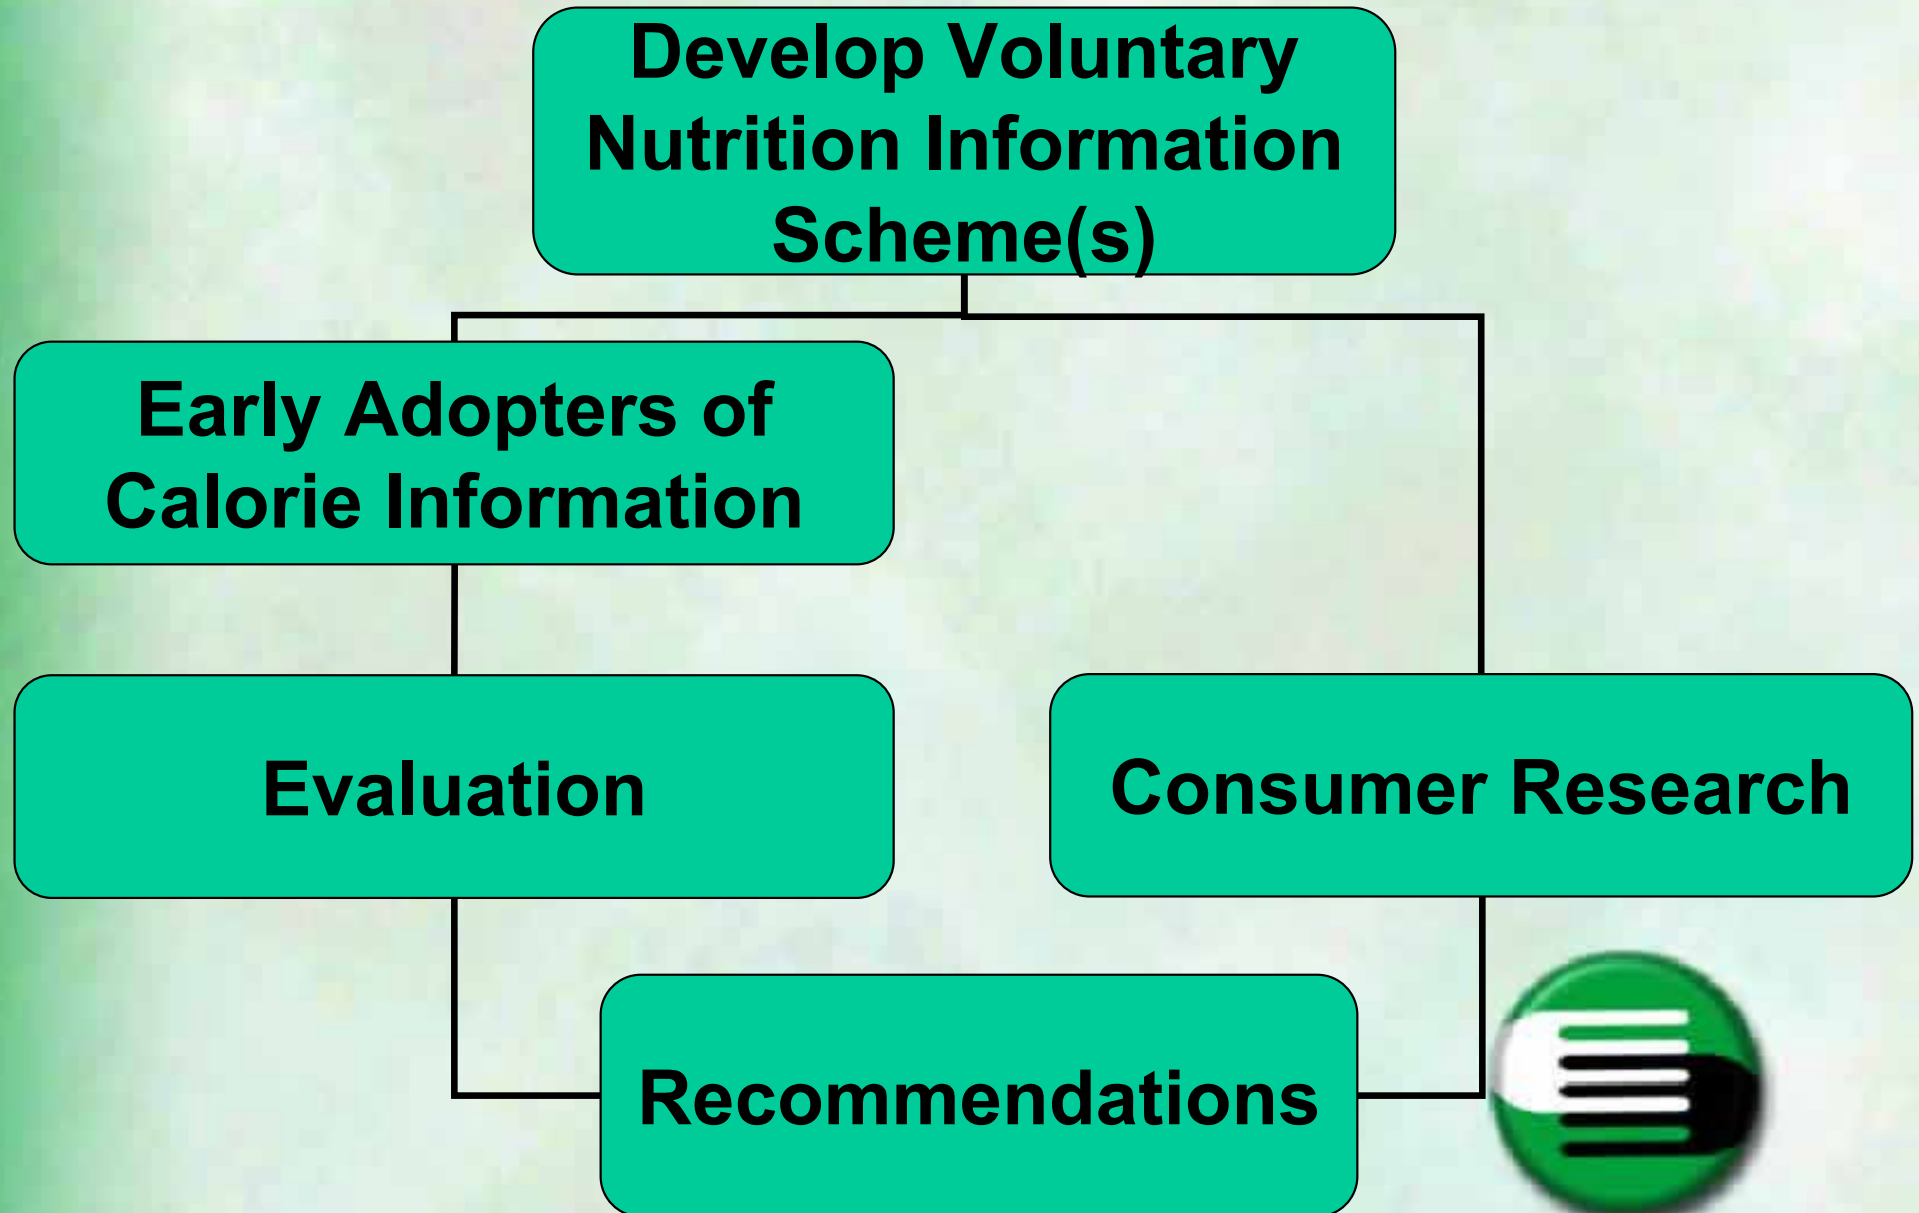 Develop Voluntary
Nutrition Information
Scheme(s)
Early Adopters of
Calorie Information
Evaluation
Consumer Research
Recommendations